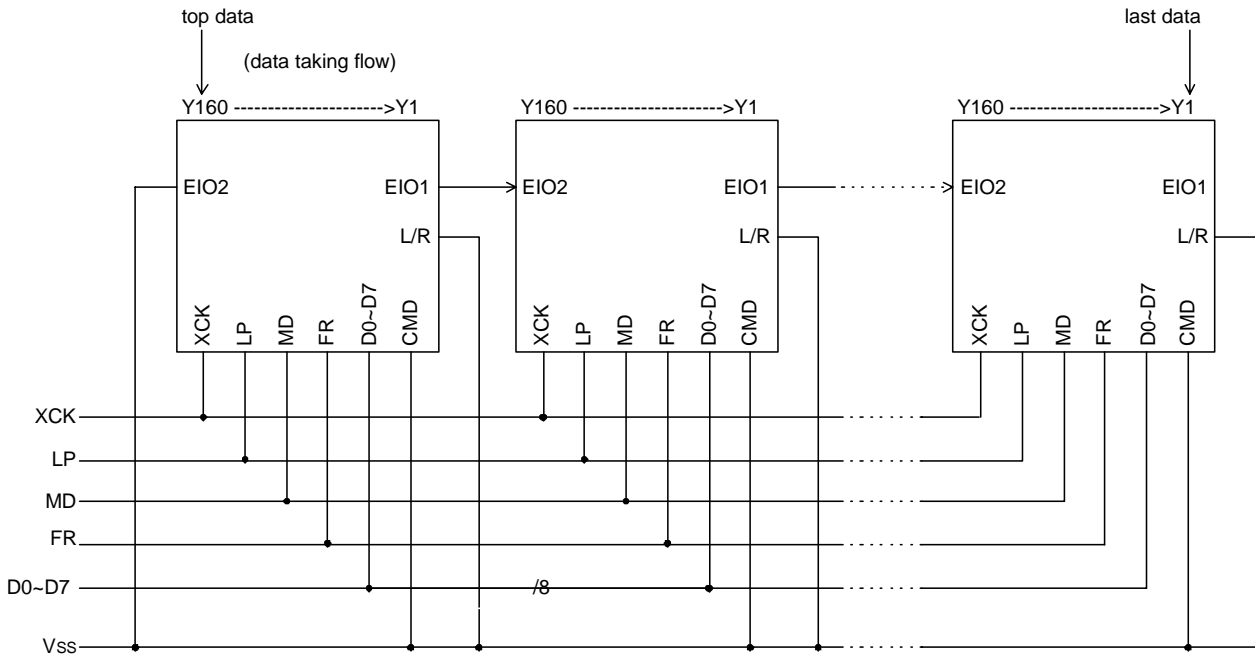 top data
last data
(data taking flow)
Y160 ---------------->Y1
Y160 ---------------->Y1
Y160 ---------------->Y1
EIO2
EIO1
EIO2
EIO1
EIO2
EIO1
L/R
L/R
L/R
XCK
LP
MD
FR
D0~D7
CMD
XCK
LP
MD
FR
D0~D7
CMD
XCK
LP
MD
FR
D0~D7
CMD
XCK
LP
MD
FR
D0~D7
/8
VSS